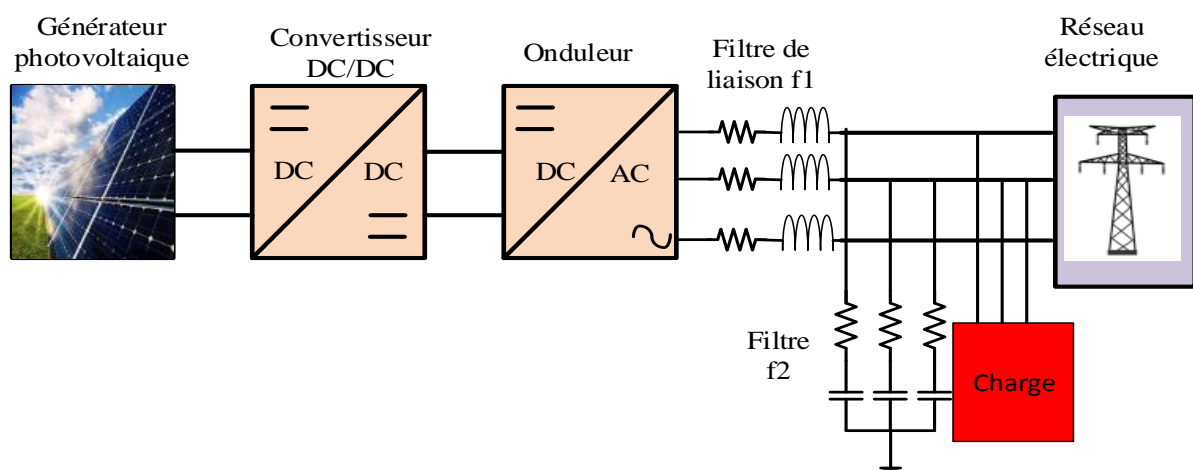 Générateur
photovoltaique
Convertisseur
DC/DC
Onduleur
Filtre de
liaison f1
Réseau
électrique
DC
DC
DC
AC
Filtre
f2
Charge